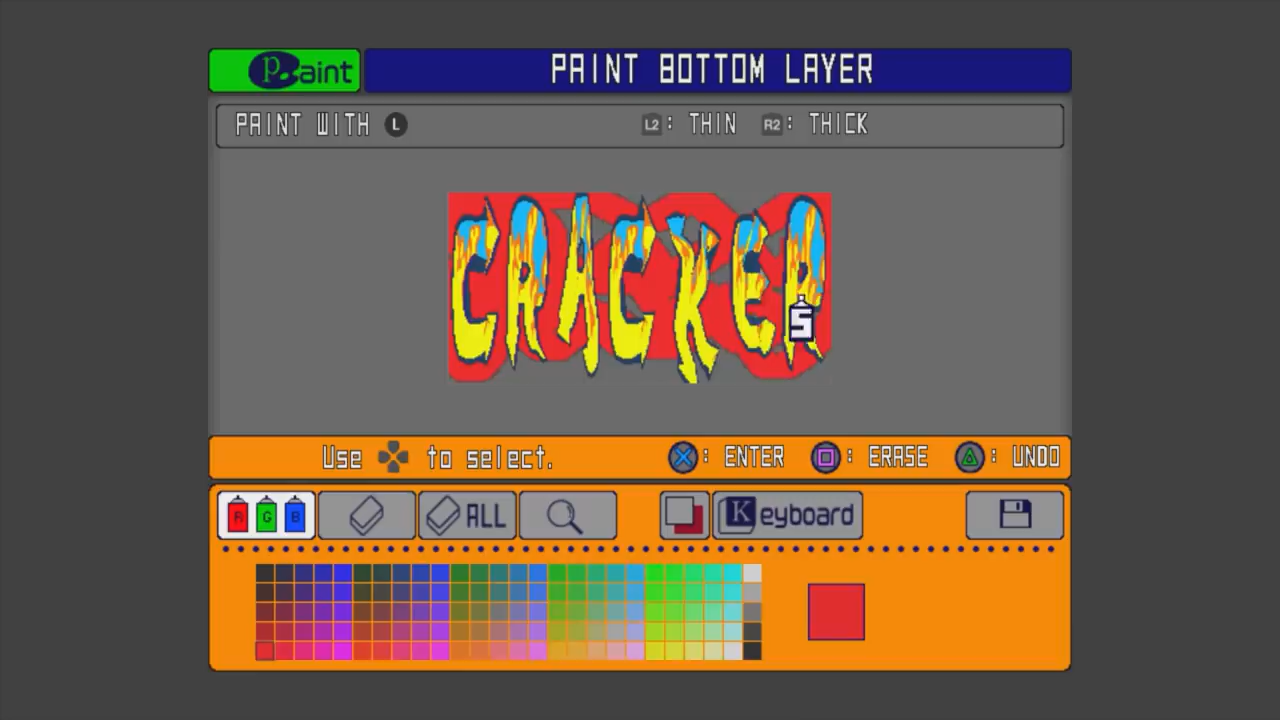 Paint
PAINT BOTTOM LAYER
PAINT WITH L L2: THIN R2: THICK
CRACKER
S
Use to select. : ENTER : ERASE : UNDO
R G B ALL Keyboard